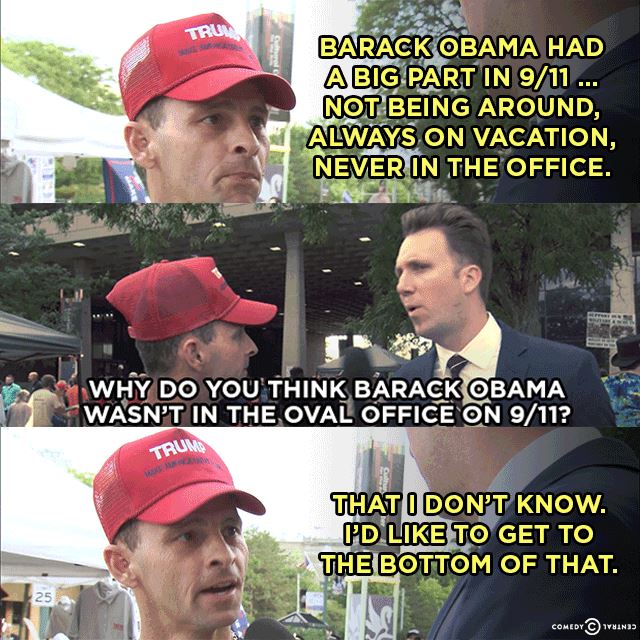 TRUMP
BARACK OBAMA HAD
A BIG PART IN 9/11 ...
NOT BEING AROUND,
ALWAYS ON VACATION,
NEVER IN THE OFFICE.
WHY DO YOU THINK BARACK OBAMA
WASN'T IN THE OVAL OFFICE ON 9/11?
TRUMP
THAT I DON'T KNOW.
I'D LIKE TO GET TO
THE BOTTOM OF THAT.
25
COMEDY CENTRAL